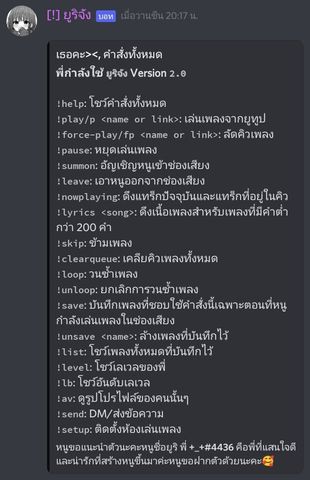 [!] ยูริจัง บอท เมื่อวานซืน 20:17 น.
เธอคะ><, คำสั่งทั้งหมด
พี่กำลังใช้ ยูริจัง Version 2.0
!help: โชว์คำสั่งทั้งหมด
!play/p <name or link>: เล่นเพลงจากยูทูป
!force-play/fp <name or link>: ลัดคิวเพลง
!pause: หยุดเล่นเพลง
!summon: อัญเชิญหนูเข้าช่องเสียง
!leave: เอาหนูออกจากช่องเสียง
!nowplaying: ดึงแทร็กปัจจุบันและแทร็กที่อยู่ในคิว
!lyrics <song>: ดึงเนื้อเพลงสำหรับเพลงที่มีคำต่ำ
กว่า 200 คำ
!skip: ข้ามเพลง
!clearqueue: เคลียคิวเพลงทั้งหมด
!loop: วนซ้ำเพลง
!unloop: ยกเลิกการวนซ้ำเพลง
!save: บันทึกเพลงที่ชอบใช้คำสั่งนี้เฉพาะตอนที่หนู
กำลังเล่นเพลงในช่องเสียง
!unsave <name>: ล้างเพลงที่บันทึกไว้
!list: โชว์เพลงทั้งหมดที่บันทึกไว้
!level: โชว์เลเวลของพี่
!lb: โชว์อันดับเลเวล
!av: ดูรูปโปรไฟล์ของคนนั้นๆ
!send: DM/ส่งข้อความ
!setup: ติดตั้งห้องเล่นเพลง
หนูขอแนะนำตัวนะคะหนูชื่อยูริ พี่ +_+#4436 คือพี่ที่แสนใจดี
และน่ารักที่สร้างหนูขึ้นมาค่ะหนูขอฝากตัวด้วยนะคะ🥰